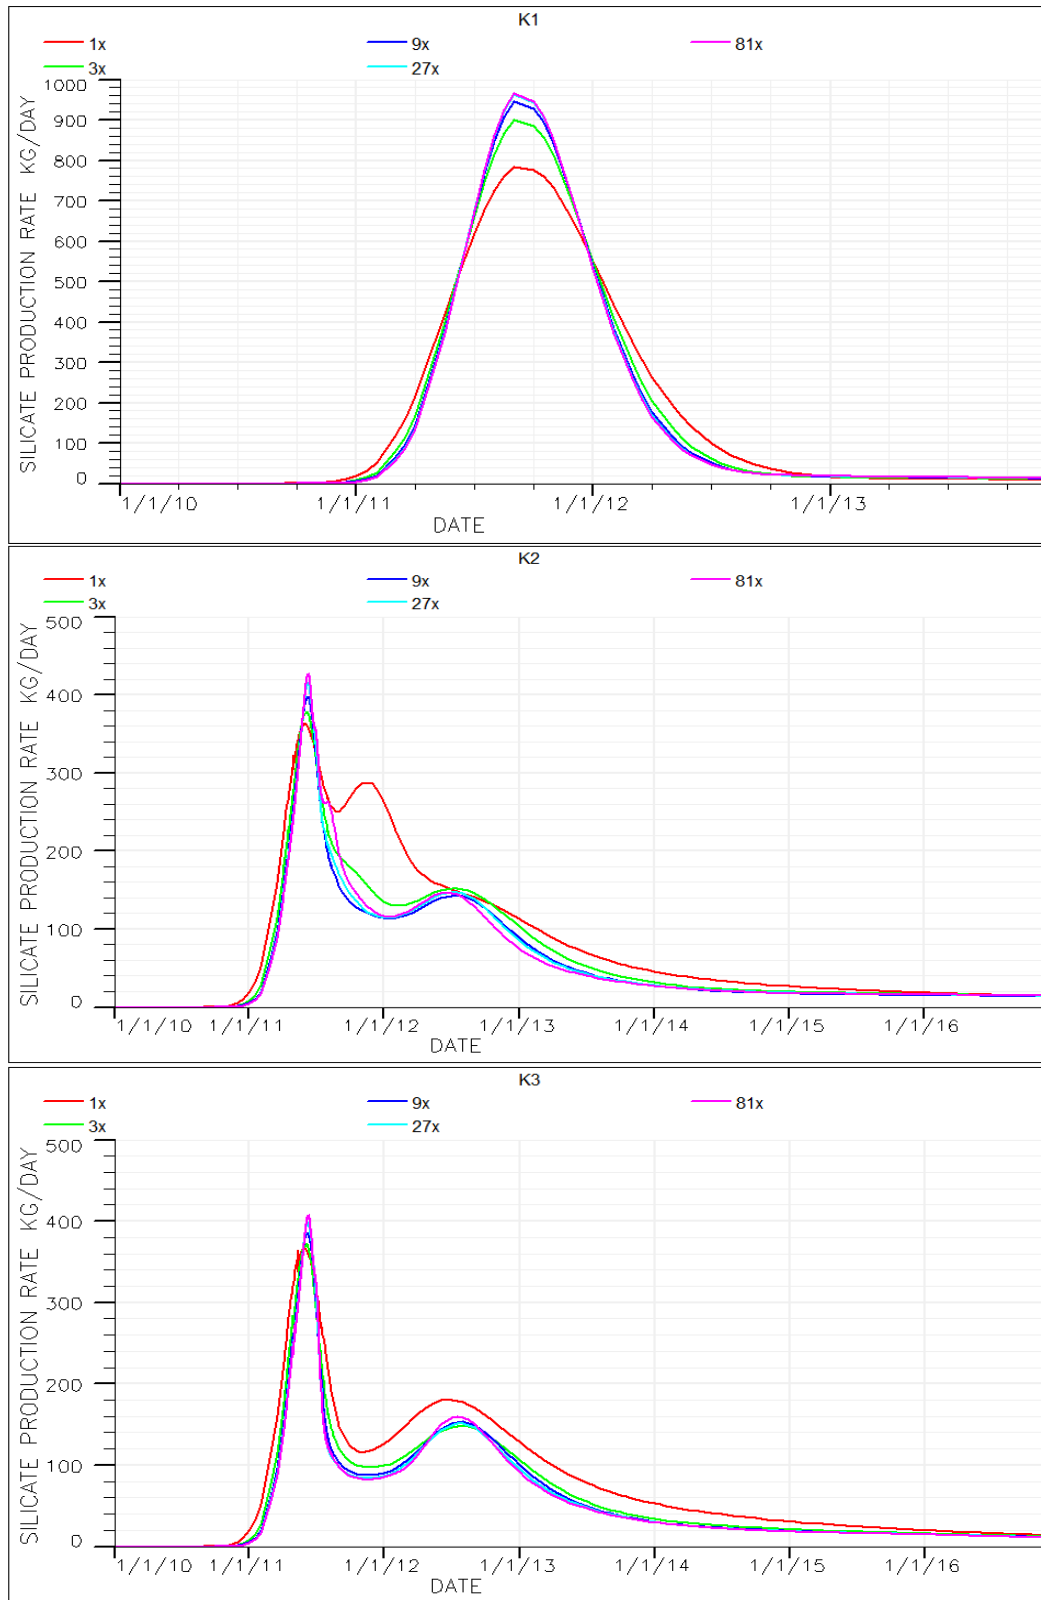 K1
1x 9x 81x
3x 27x
SILICATE PRODUCTION RATE KG/DAY
1000
900
800
700
600
500
400
300
200
100
0
1/1/10 1/1/11 1/1/12 1/1/13
DATE
K2
1x 9x 81x
3x 27x
SILICATE PRODUCTION RATE KG/DAY
500
400
300
200
100
0
1/1/10 1/1/11 1/1/12 1/1/13 1/1/14 1/1/15 1/1/16
DATE
K3
1x 9x 81x
3x 27x
SILICATE PRODUCTION RATE KG/DAY
500
400
300
200
100
0
1/1/10 1/1/11 1/1/12 1/1/13 1/1/14 1/1/15 1/1/16
DATE